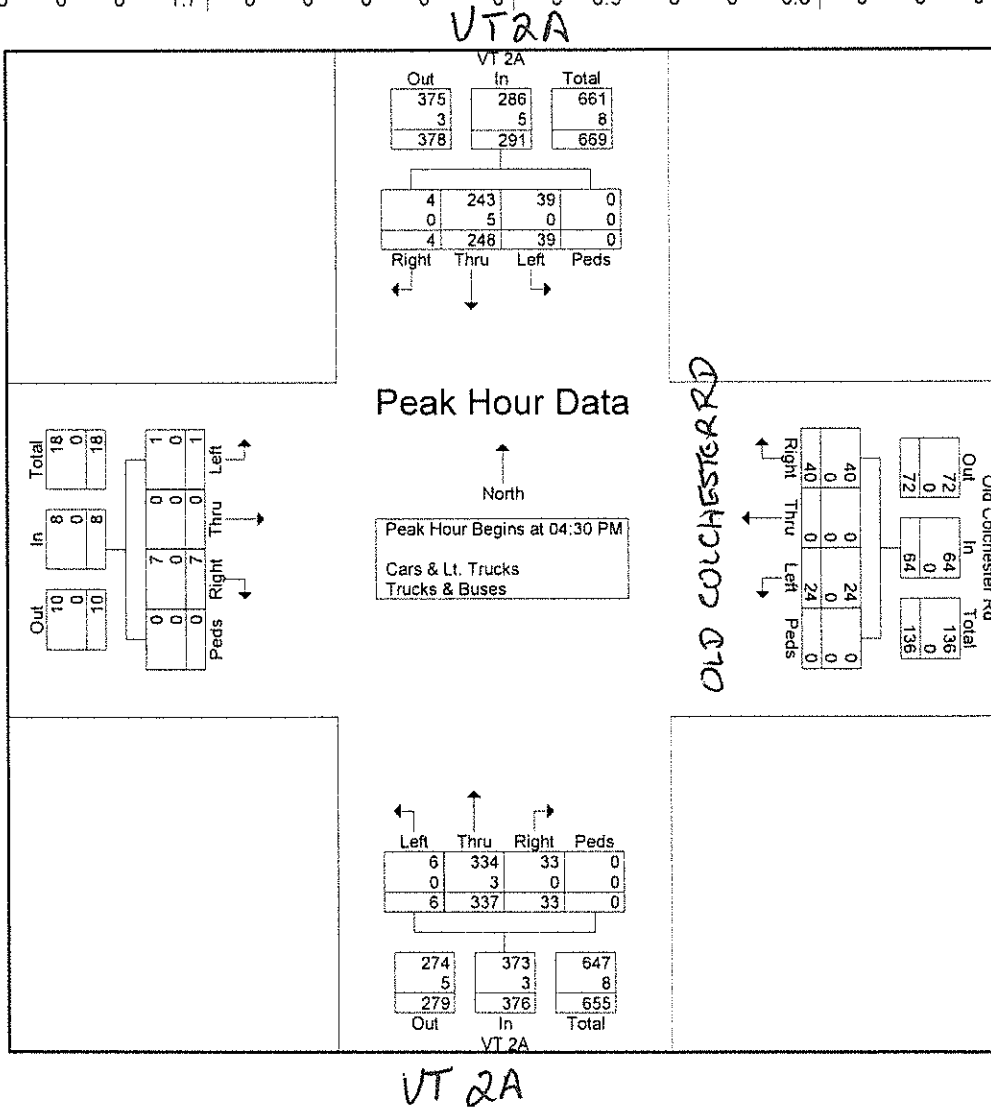 VT2A
VT 2A
Out In Total
375 286 661
3 5 8
378 291 669
4 243 39 0
0 5 0 0
4 248 39 0
Right Thru Left Peds
Peak Hour Data
North
Peak Hour Begins at 04:30 PM
Cars & Lt. Trucks
Trucks & Buses
Total In Out
18 8 10
0 0 0
18 8 10
Left Thru Right Peds
1 0 7 0
0 0 0 0
1 0 7 0
OLD COLCHESTER RD
Right Thru Left Peds
40 0 24 0
0 0 0 0
40 0 24 0
Old Colchester Rd
Out In Total
72 64 136
0 0 0
72 64 136
Left Thru Right Peds
6 334 33 0
0 3 0 0
6 337 33 0
274 373 647
5 3 8
279 376 655
Out In Total
VT 2A
VT 2A